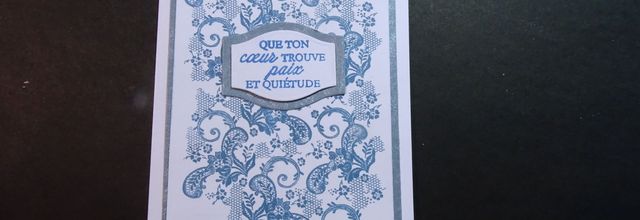 QUE TON
cœur TROUVE
paix
ET QUIÉTUDE